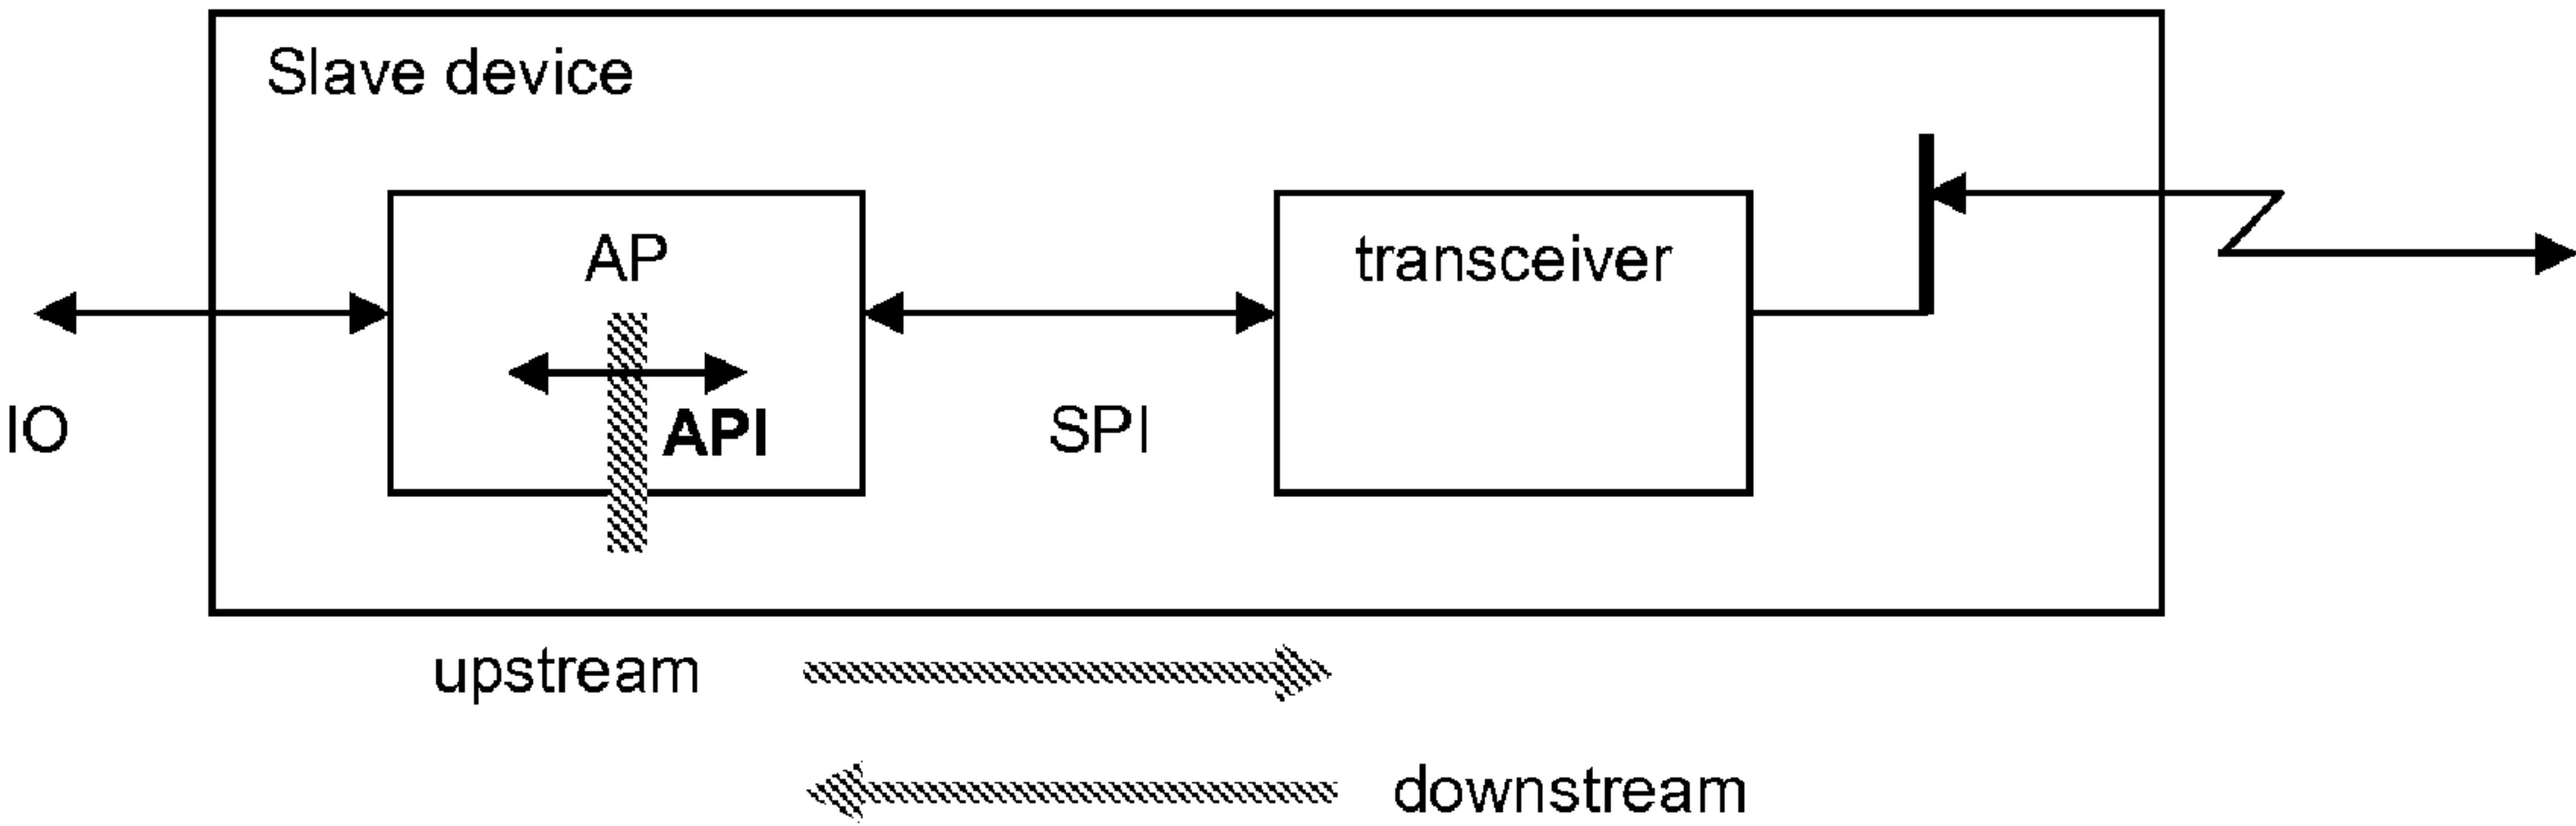 Slave device
AP
transceiver
IO
API
SPI
upstream
downstream